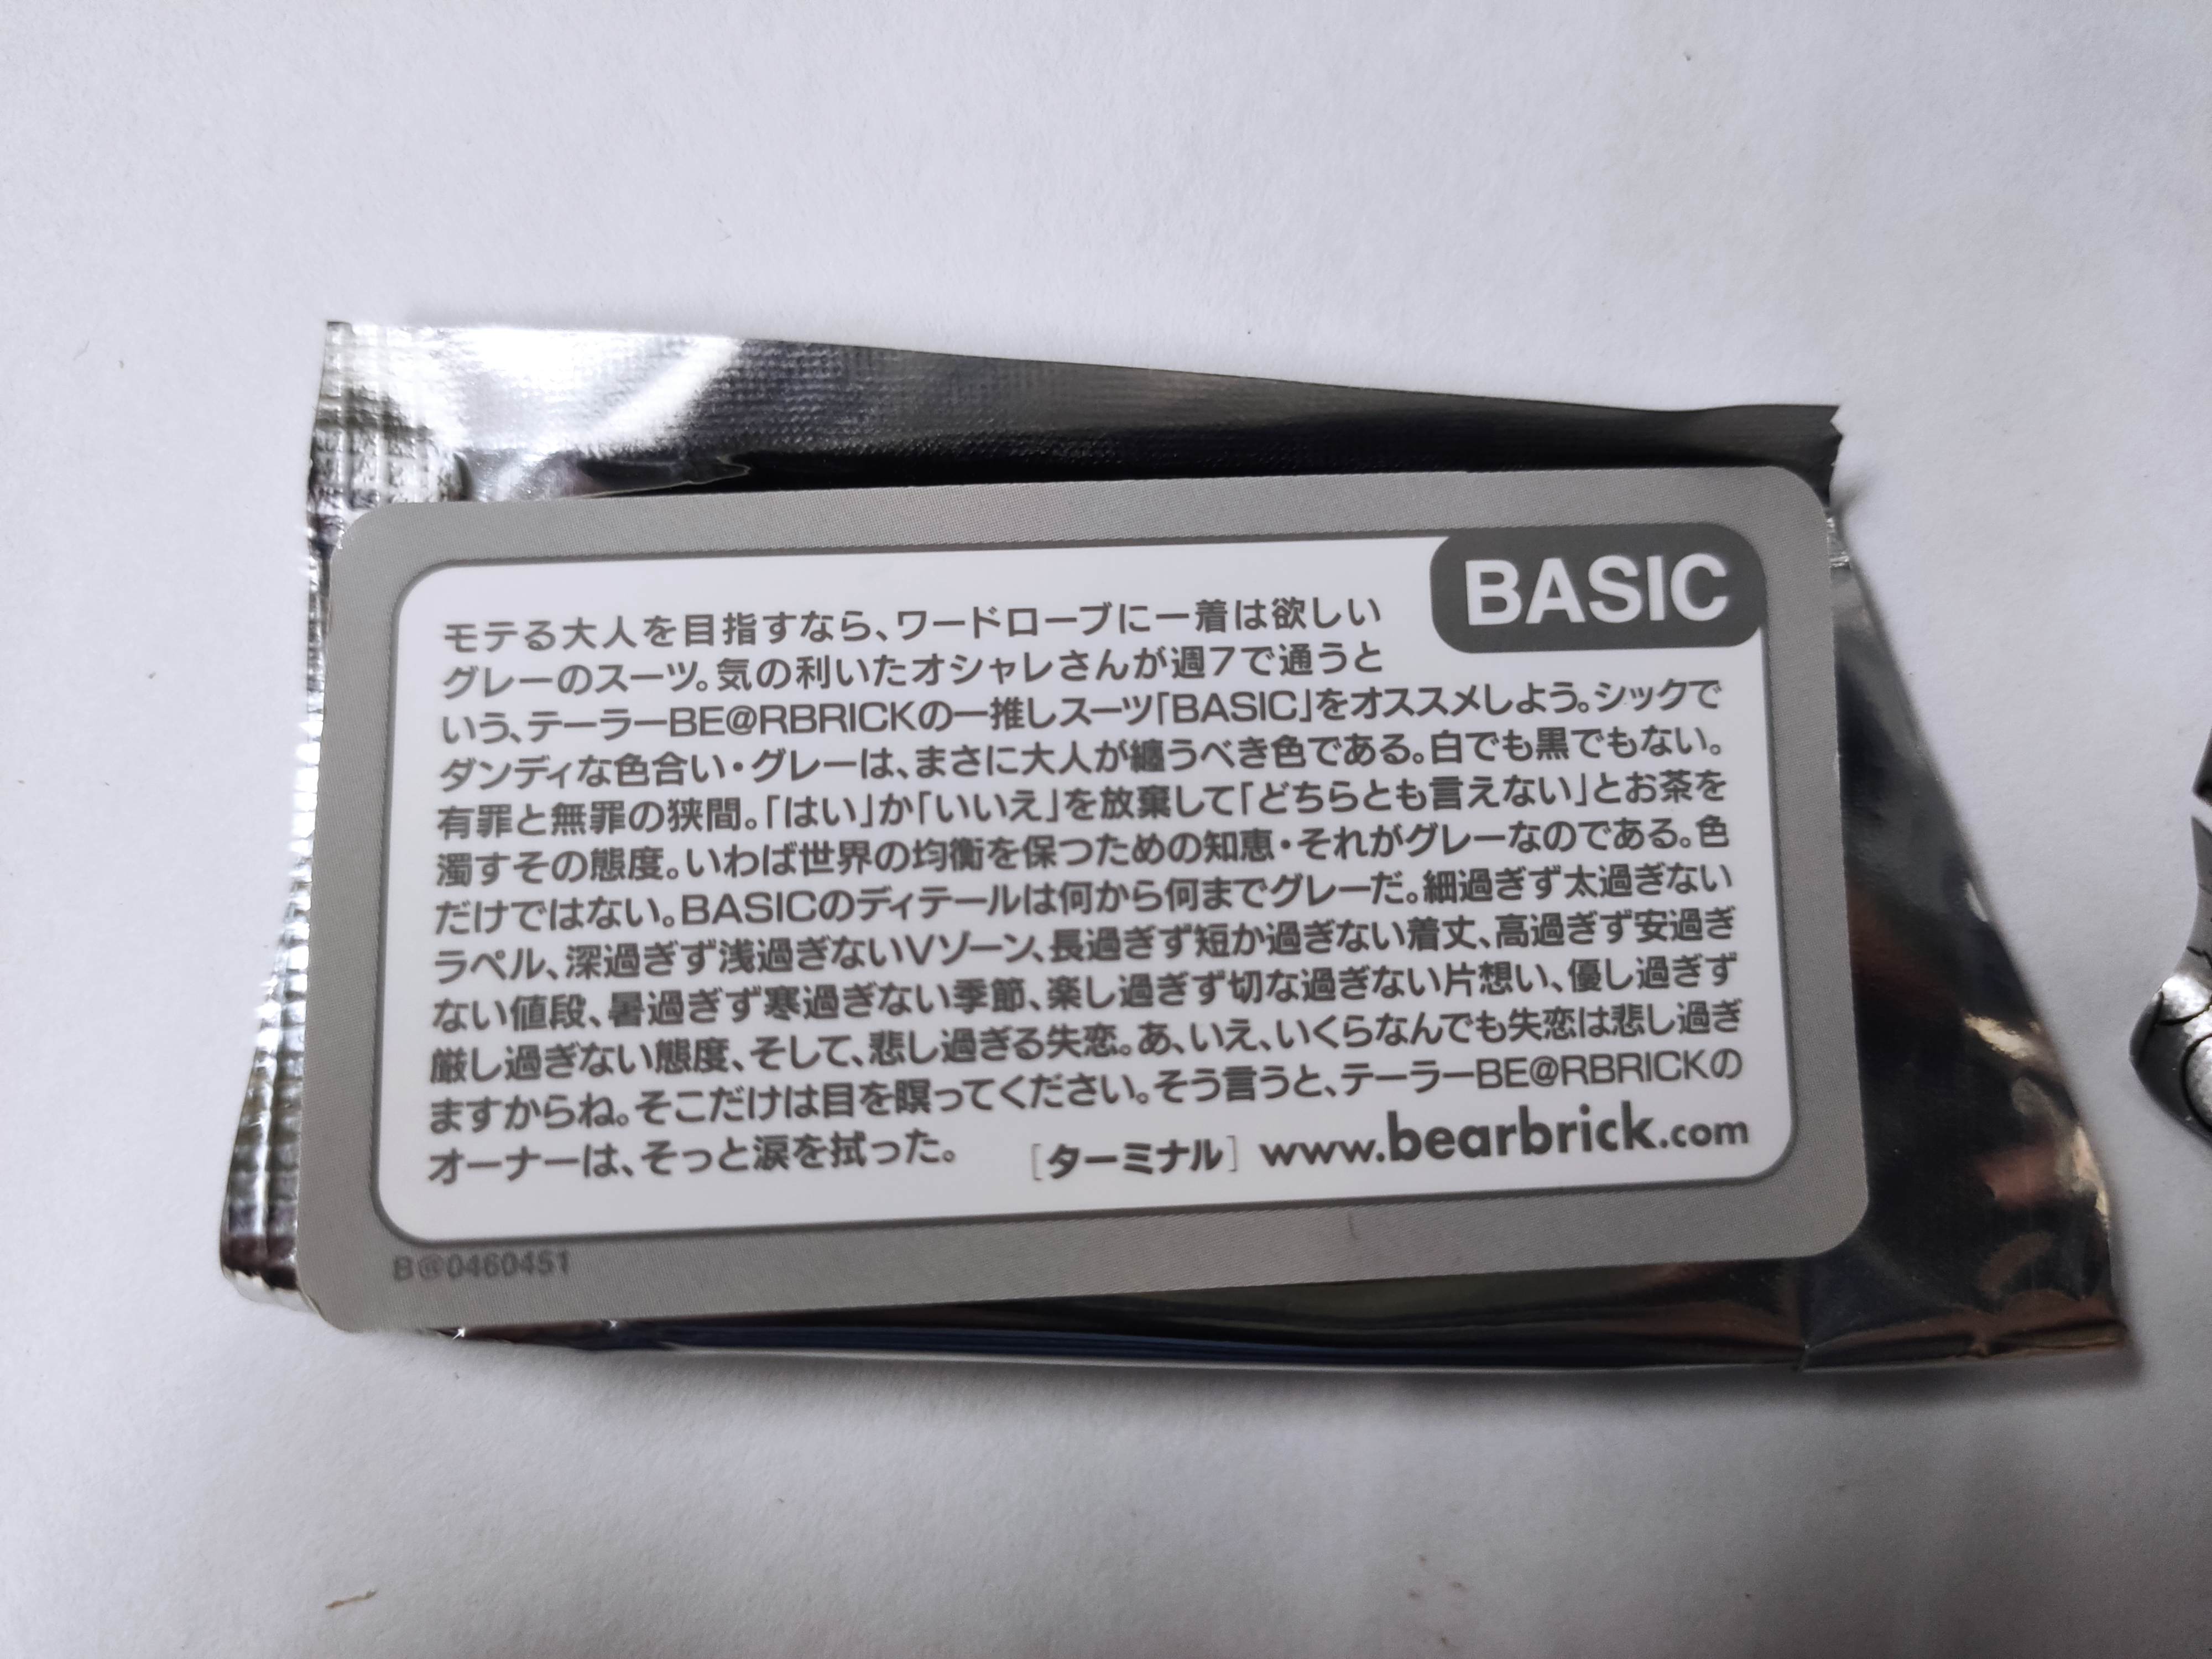 BASIC
モテる大人を目指すなら、ワードローブに一着は欲しい
グレーのスーツ。気の利いたオシャレさんが週7で通うと
いう、テーラーBE@RBRICKの一推しスーツ｢BASIC｣をオススメしよう。シックで
ダンディな色合い・グレーは、まさに大人が纏うべき色である。白でも黒でもない。
有罪と無罪の狭間。｢はい｣か｢いいえ｣を放棄して｢どちらとも言えない｣とお茶を
濁すその態度。いわば世界の均衡を保つための知恵・それがグレーなのである。色
だけではない。BASICのディテールは何から何までグレーだ。細過ぎず太過ぎない
ラペル、深過ぎず浅過ぎないVゾーン、長過ぎず短か過ぎない着丈、高過ぎず安過ぎ
ない値段、暑過ぎず寒過ぎない季節、楽し過ぎず切な過ぎない片想い、優し過ぎず
厳し過ぎない態度、そして、悲し過ぎる失恋。あ、いえ、いくらなんでも失恋は悲し過ぎ
ますからね。そこだけは目を瞑ってください。そう言うと、テーラーBE@RBRICKの
オーナーは、そっと涙を拭った。 [ターミナル] www.bearbrick.com
B@0460451